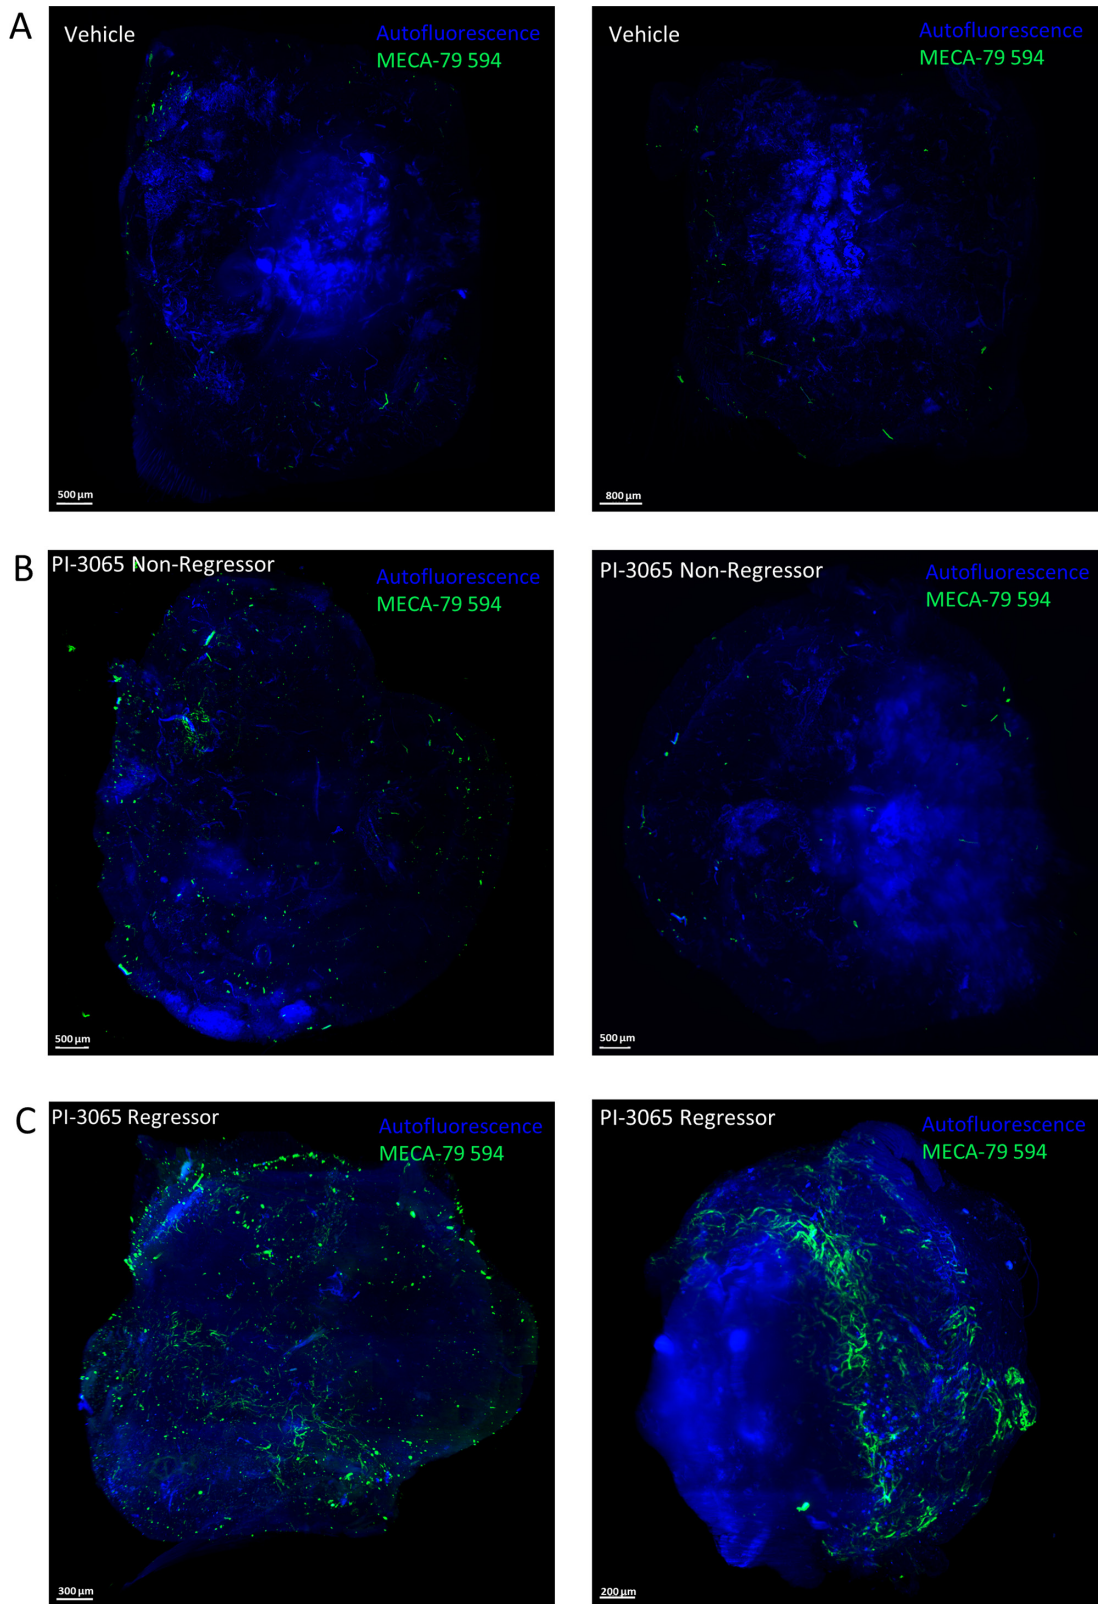 A
Vehicle
Autofluorescence
MECA-79 594
500 µm
Vehicle
Autofluorescence
MECA-79 594
800 µm
B
PI-3065 Non-Regressor
Autofluorescence
MECA-79 594
500 µm
PI-3065 Non-Regressor
Autofluorescence
MECA-79 594
500 µm
C
PI-3065 Regressor
Autofluorescence
MECA-79 594
300 µm
PI-3065 Regressor
Autofluorescence
MECA-79 594
200 µm